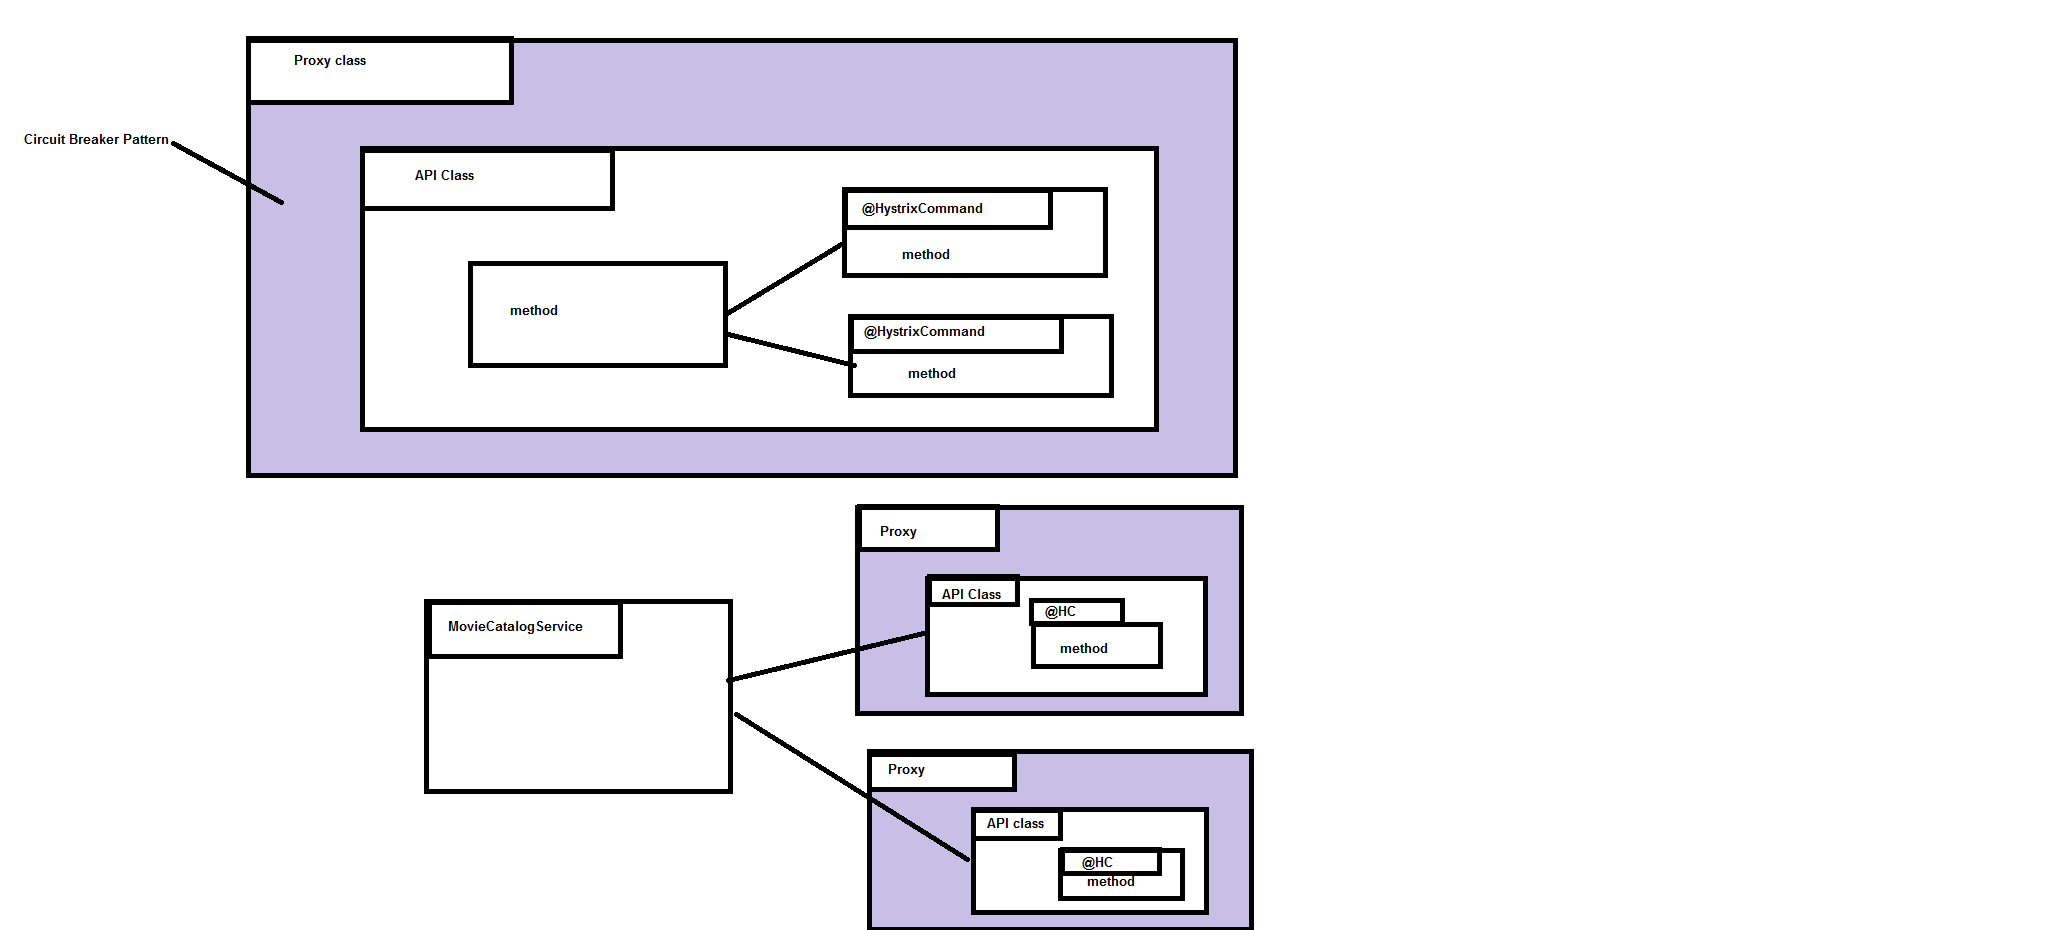 Proxy class
Circuit Breaker Pattern
API Class
@HystrixCommand
method
method
@HystrixCommand
method
Proxy
API Class
@HC
method
MovieCatalogService
Proxy
API class
@HC
method